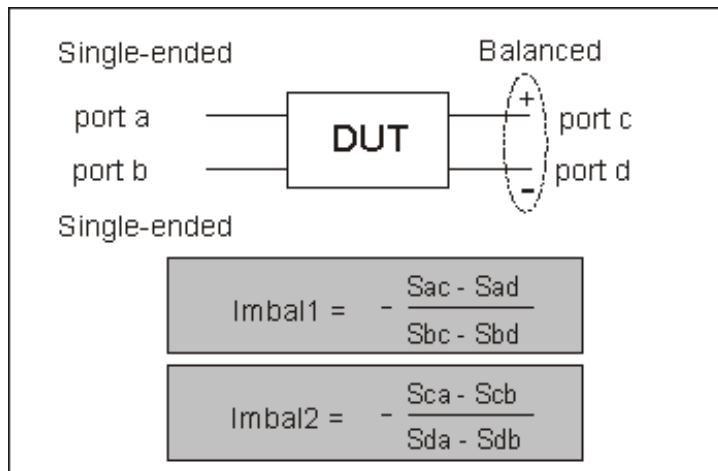 Single-ended Balanced
port a + port c
DUT
port b - port d
Single-ended
Imbal1 = - Sac - Sad / Sbc - Sbd
Imbal2 = - Sca - Scb / Sda - Sdb